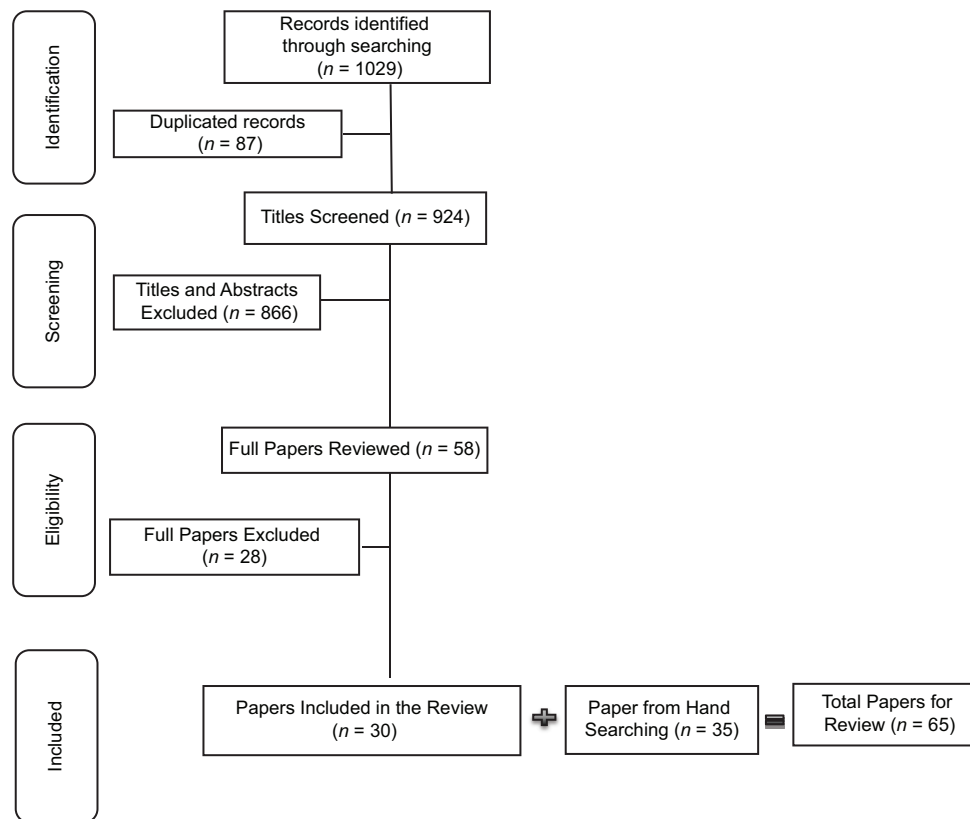 Identification
Records identified
through searching
(n = 1029)
Duplicated records
(n = 87)
Screening
Titles Screened (n = 924)
Titles and Abstracts
Excluded (n = 866)
Eligibility
Full Papers Reviewed (n = 58)
Full Papers Excluded
(n = 28)
Included
Papers Included in the Review
(n = 30)
Paper from Hand
Searching (n = 35)
Total Papers for
Review (n = 65)